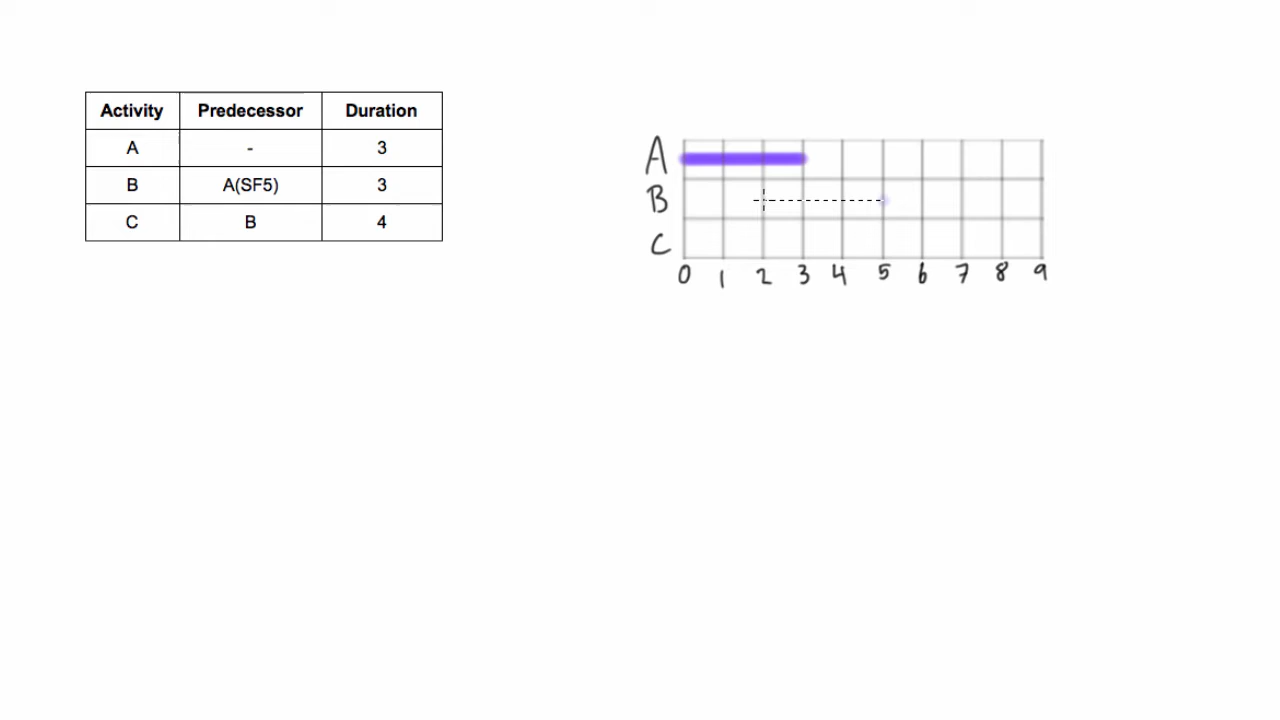 Activity Predecessor Duration
A - 3
B A(SF5) 3
C B 4
A
B
C
0 1 2 3 4 5 6 7 8 9